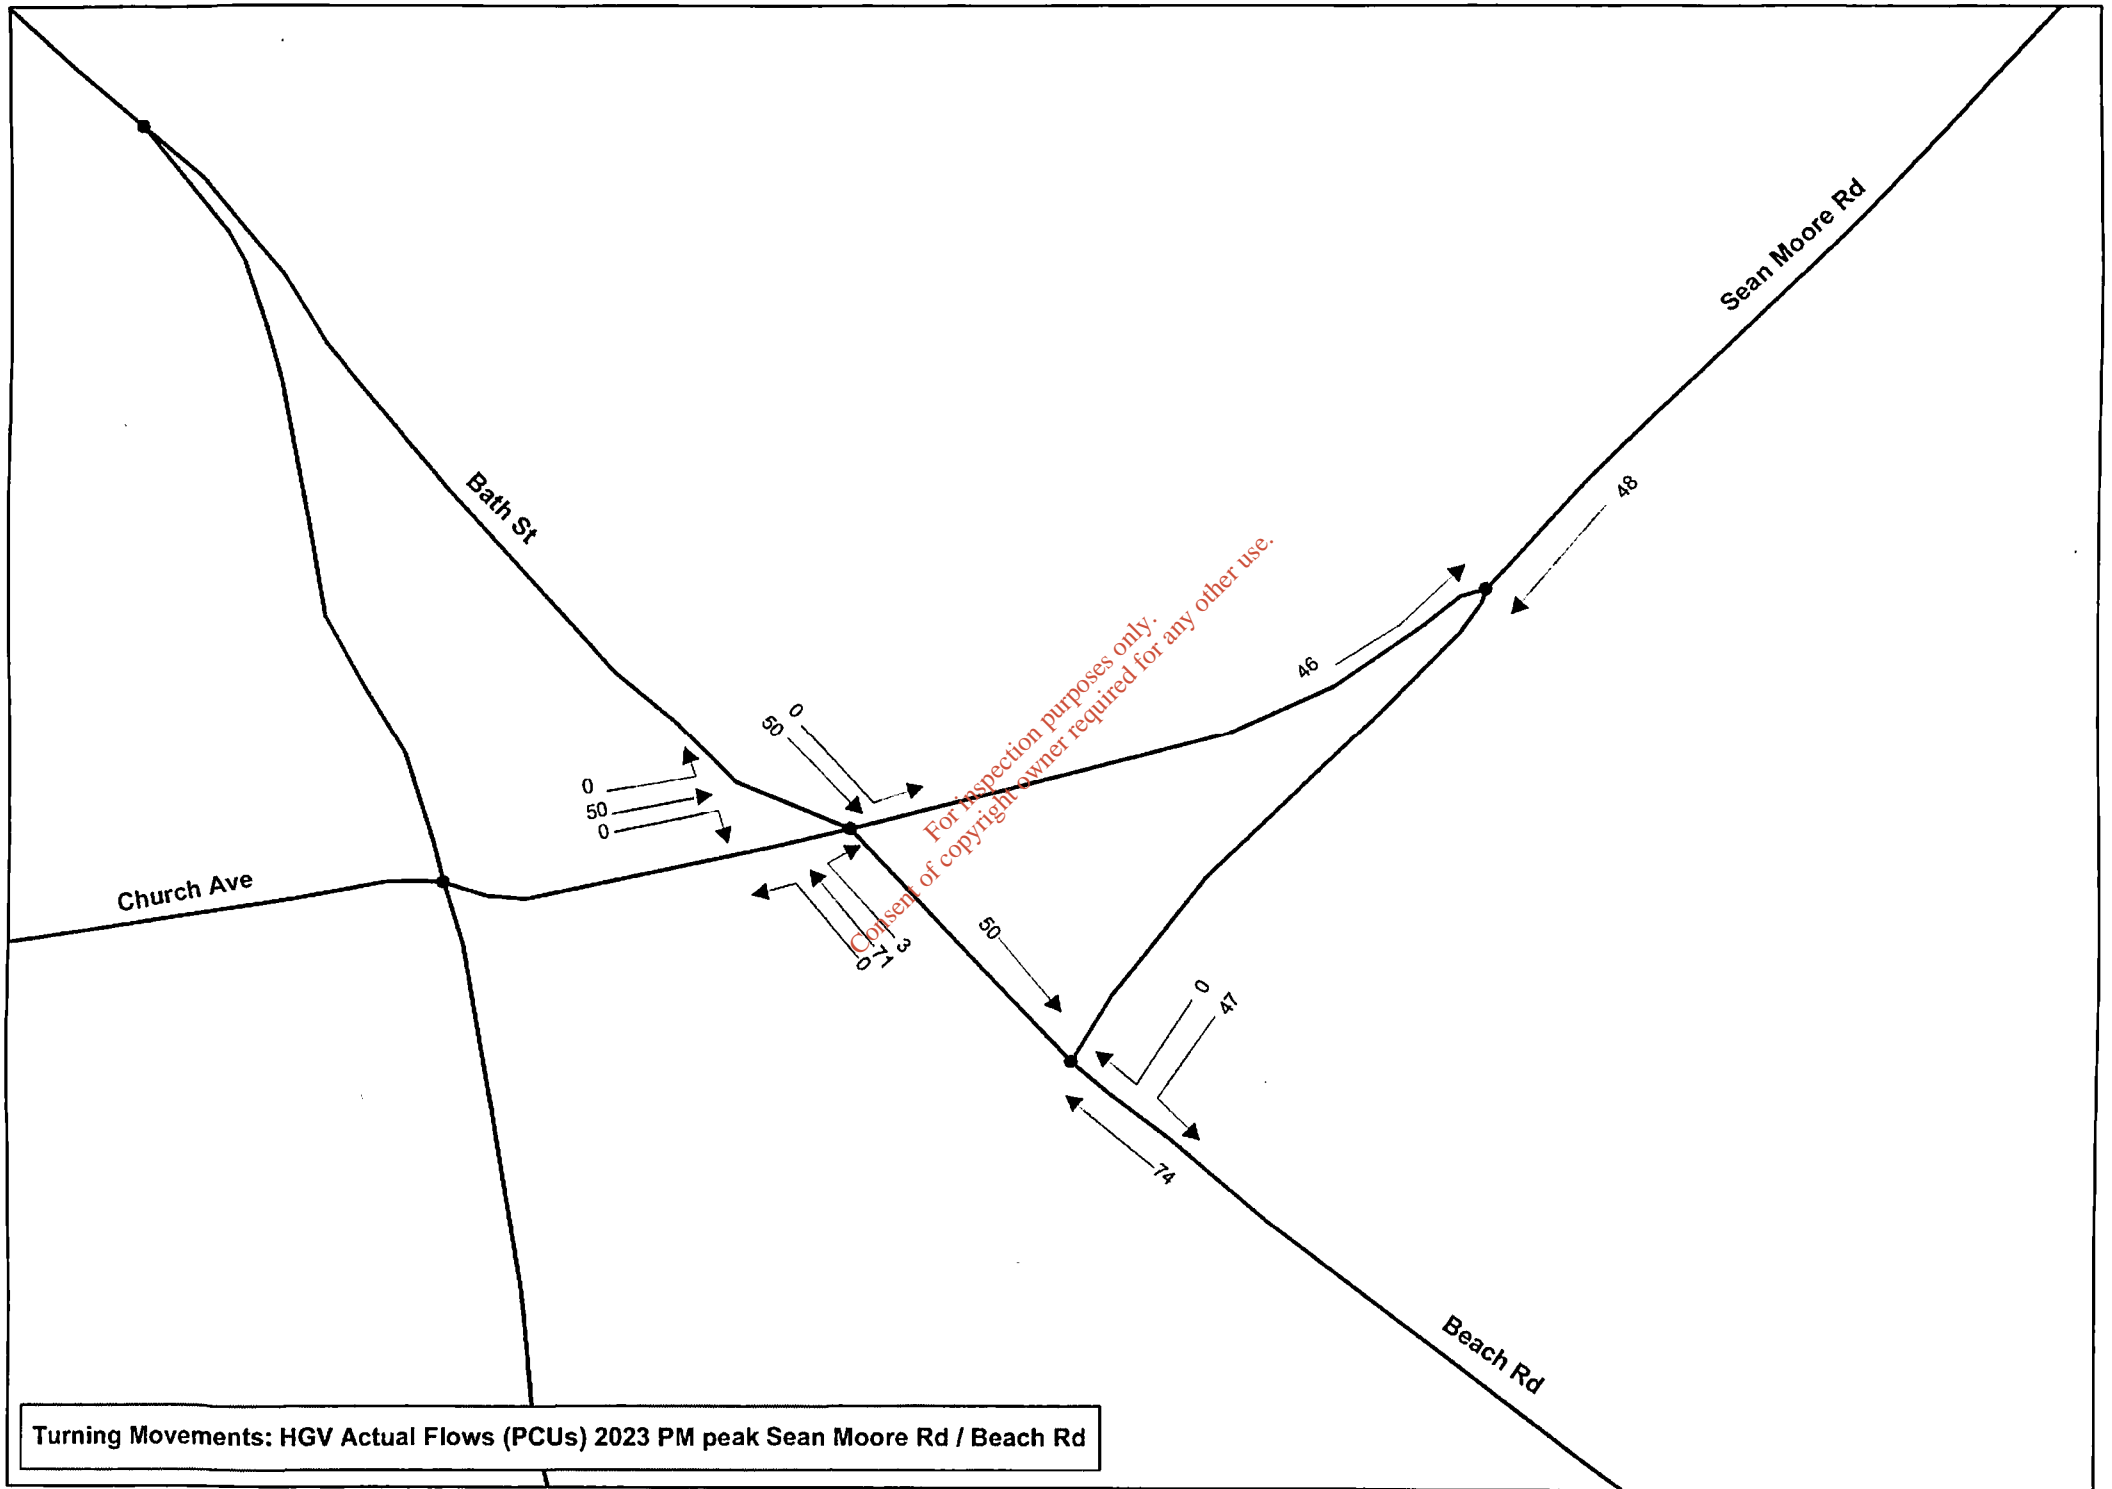 Sean Moore Rd
Bath St
48
46
0
50
0
50
0
Church Ave
3
71
0
50
0
47
74
Beach Rd
For inspection purposes only.
Consent of copyright owner required for any other use.
Turning Movements: HGV Actual Flows (PCUs) 2023 PM peak Sean Moore Rd / Beach Rd